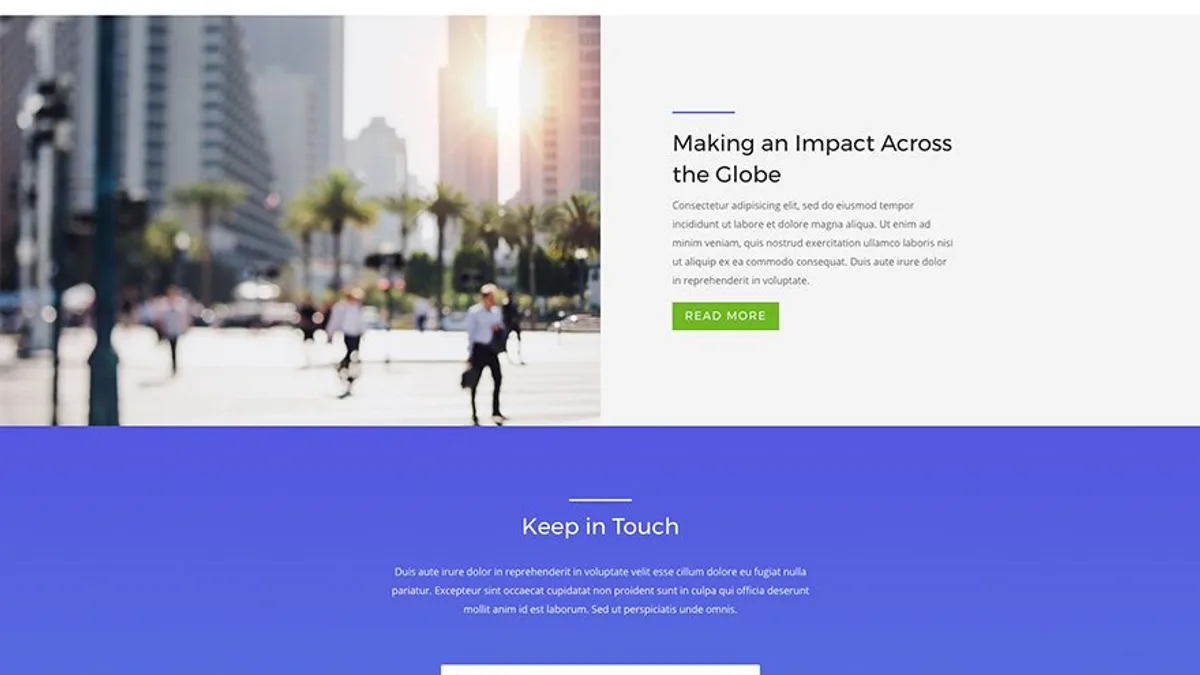 Making an Impact Across
the Globe
Consectetur adipisicing elit, sed do eiusmod tempor
incididunt ut labore et dolore magna aliqua. Ut enim ad
minim veniam, quis nostrud exercitation ullamco laboris nisi
ut aliquip ex ea commodo consequat. Duis aute irure dolor
in reprehenderit in voluptate.
READ MORE
Keep in Touch
Duis aute irure dolor in reprehenderit in voluptate velit esse cillum dolore eu fugiat nulla
pariatur. Excepteur sint occaecat cupidatat non proident sunt in culpa qui officia deserunt
mollit anim id est laborum. Sed ut perspiciatis unde omnis.